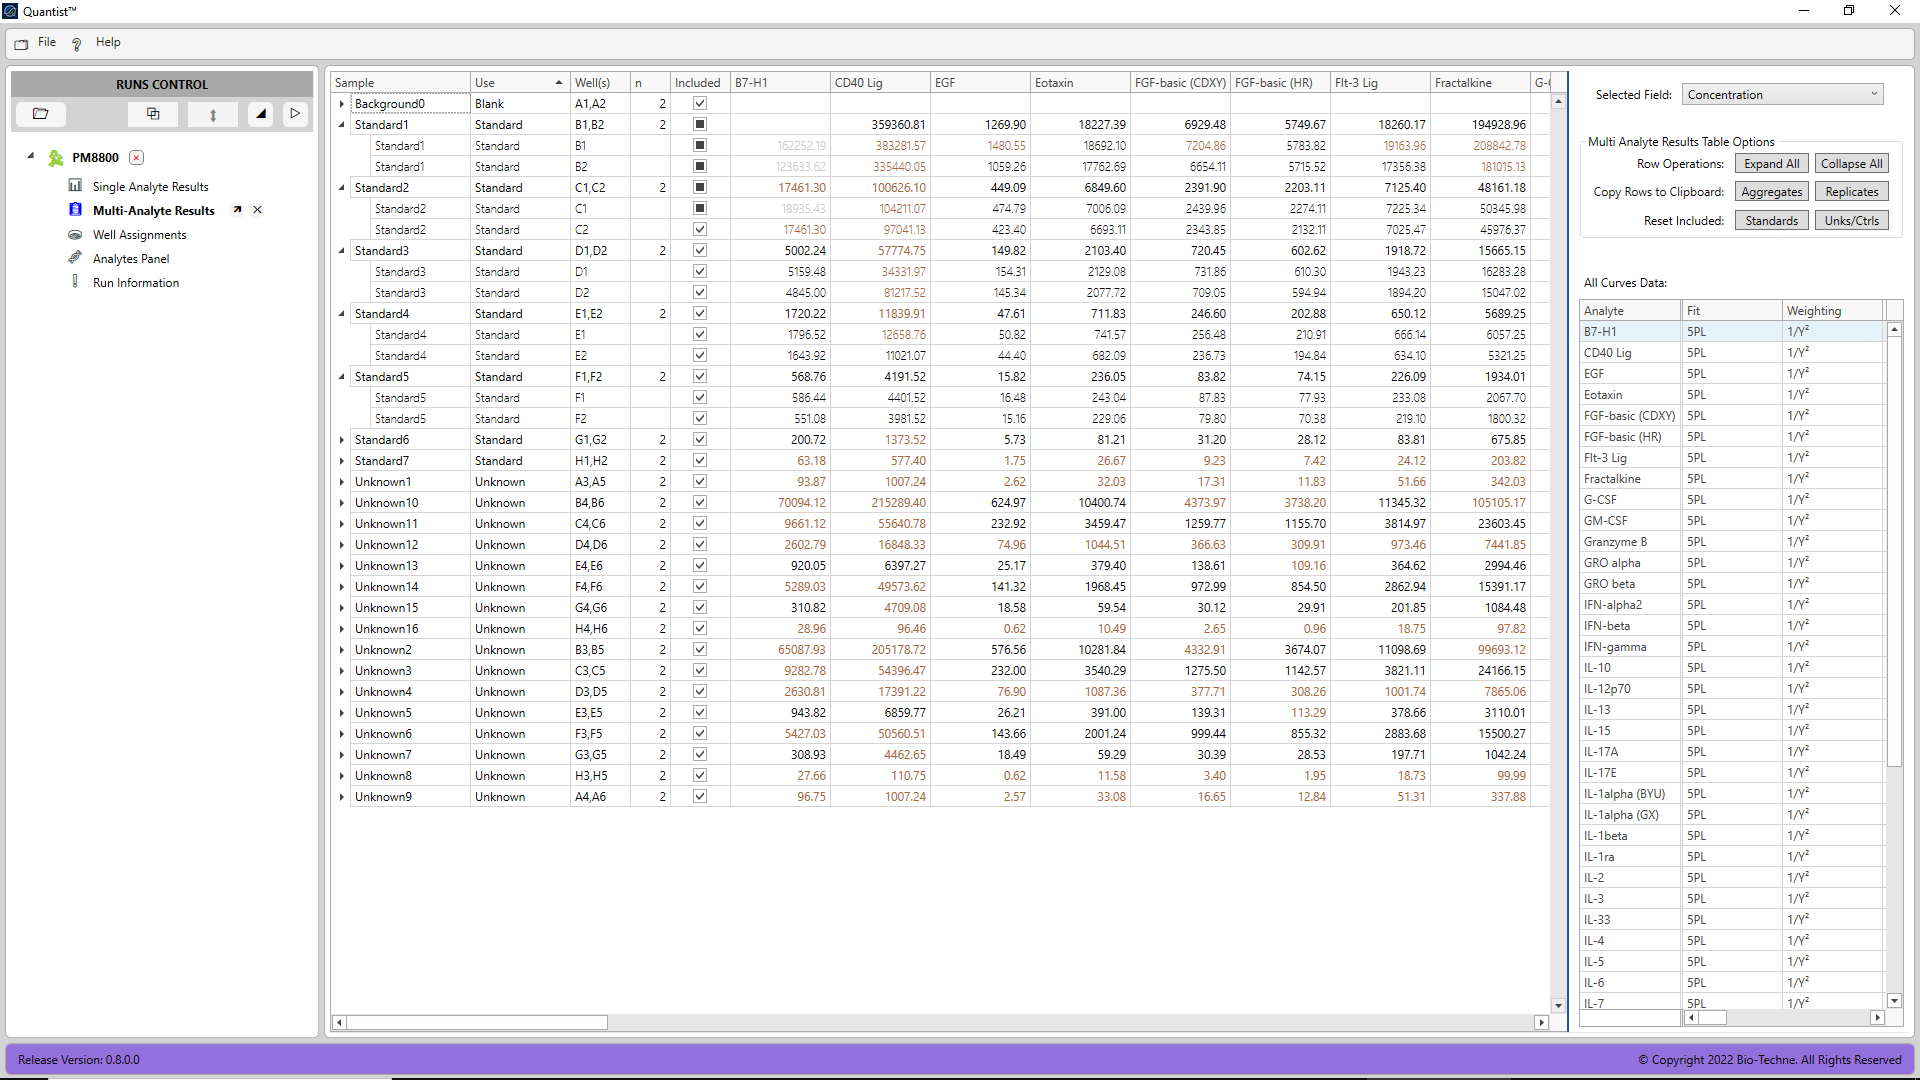 Quantist™
File Help
RUNS CONTROL
PM8800
Single Analyte Results
Multi-Analyte Results
Well Assignments
Analytes Panel
Run Information
Sample Use Well(s) n Included B7-H1 CD40 Lig EGF Eotaxin FGF-basic (CDXY) FGF-basic (HR) Flt-3 Lig Fractalkine G-C
Background0 Blank A1,A2 2
Standard1 Standard B1,B2 2 359360.81 1269.90 18227.39 6929.48 5749.67 18260.17 194928.96
Standard1 Standard B1 162252.19 383281.57 1480.55 18692.10 7204.86 5783.82 19163.96 208842.78
Standard1 Standard B2 123633.62 335440.05 1059.26 17762.69 6654.11 5715.52 17356.38 181015.13
Standard2 Standard C1,C2 2 17461.30 100626.10 449.09 6849.60 2391.90 2203.11 7125.40 48161.18
Standard2 Standard C1 18935.43 104211.07 474.79 7006.09 2439.96 2274.11 7225.34 50345.98
Standard2 Standard C2 17461.30 97041.13 423.40 6693.11 2343.85 2132.11 7025.47 45976.37
Standard3 Standard D1,D2 2 5002.24 57774.75 149.82 2103.40 720.45 602.62 1918.72 15665.15
Standard3 Standard D1 5159.48 34331.97 154.31 2129.08 731.86 610.30 1943.23 16283.28
Standard3 Standard D2 4845.00 81217.52 145.34 2077.72 709.05 594.94 1894.20 15047.02
Standard4 Standard E1,E2 2 1720.22 11839.91 47.61 711.83 246.60 202.88 650.12 5689.25
Standard4 Standard E1 1796.52 12658.76 50.82 741.57 256.48 210.91 666.14 6057.25
Standard4 Standard E2 1643.92 11021.07 44.40 682.09 236.73 194.84 634.10 5321.25
Standard5 Standard F1,F2 2 568.76 4191.52 15.82 236.05 83.82 74.15 226.09 1934.01
Standard5 Standard F1 586.44 4401.52 16.48 243.04 87.83 77.93 233.08 2067.70
Standard5 Standard F2 551.08 3981.52 15.16 229.06 79.80 70.38 219.10 1800.32
Standard6 Standard G1,G2 2 200.72 1373.52 5.73 81.21 31.20 28.12 83.81 675.85
Standard7 Standard H1,H2 2 63.18 577.40 1.75 26.67 9.23 7.42 24.12 203.82
Unknown1 Unknown A3,A5 2 93.87 1007.24 2.62 32.03 17.31 11.83 51.66 342.03
Unknown10 Unknown B4,B6 2 70094.12 215289.40 624.97 10400.74 4373.97 3738.20 11345.32 105105.17
Unknown11 Unknown C4,C6 2 9661.12 55640.78 232.92 3459.47 1259.77 1155.70 3814.97 23603.45
Unknown12 Unknown D4,D6 2 2602.79 16848.33 74.96 1044.51 366.63 309.91 973.46 7441.85
Unknown13 Unknown E4,E6 2 920.05 6397.27 25.17 379.40 138.61 109.16 364.62 2994.46
Unknown14 Unknown F4,F6 2 5289.03 49573.62 141.32 1968.45 972.99 854.50 2862.94 15391.17
Unknown15 Unknown G4,G6 2 310.82 4709.08 18.58 59.54 30.12 29.91 201.85 1084.48
Unknown16 Unknown H4,H6 2 28.96 96.46 0.62 10.49 2.65 0.96 18.75 97.82
Unknown2 Unknown B3,B5 2 65087.93 205178.72 576.56 10281.84 4332.91 3674.07 11098.69 99693.12
Unknown3 Unknown C3,C5 2 9282.78 54396.47 232.00 3540.29 1275.50 1142.57 3821.11 24166.15
Unknown4 Unknown D3,D5 2 2630.81 17391.22 76.90 1087.36 377.71 308.26 1001.74 7865.06
Unknown5 Unknown E3,E5 2 943.82 6859.77 26.21 391.00 139.31 113.29 378.66 3110.01
Unknown6 Unknown F3,F5 2 5427.03 50560.51 143.66 2001.24 999.44 855.32 2883.68 15500.27
Unknown7 Unknown G3,G5 2 308.93 4462.65 18.49 59.29 30.39 28.53 197.71 1042.24
Unknown8 Unknown H3,H5 2 27.66 110.75 0.62 11.58 3.40 1.95 18.73 99.99
Unknown9 Unknown A4,A6 2 96.75 1007.24 2.57 33.08 16.65 12.84 51.31 337.88
Selected Field: Concentration
Multi Analyte Results Table Options
Row Operations: Expand All Collapse All
Copy Rows to Clipboard: Aggregates Replicates
Reset Included: Standards Unks/Ctrls
All Curves Data:
Analyte Fit Weighting
B7-H1 5PL 1/Y²
CD40 Lig 5PL 1/Y²
EGF 5PL 1/Y²
Eotaxin 5PL 1/Y²
FGF-basic (CDXY) 5PL 1/Y²
FGF-basic (HR) 5PL 1/Y²
Flt-3 Lig 5PL 1/Y²
Fractalkine 5PL 1/Y²
G-CSF 5PL 1/Y²
GM-CSF 5PL 1/Y²
Granzyme B 5PL 1/Y²
GRO alpha 5PL 1/Y²
GRO beta 5PL 1/Y²
IFN-alpha2 5PL 1/Y²
IFN-beta 5PL 1/Y²
IFN-gamma 5PL 1/Y²
IL-10 5PL 1/Y²
IL-12p70 5PL 1/Y²
IL-13 5PL 1/Y²
IL-15 5PL 1/Y²
IL-17A 5PL 1/Y²
IL-17E 5PL 1/Y²
IL-1alpha (BYU) 5PL 1/Y²
IL-1alpha (GX) 5PL 1/Y²
IL-1beta 5PL 1/Y²
IL-1ra 5PL 1/Y²
IL-2 5PL 1/Y²
IL-3 5PL 1/Y²
IL-33 5PL 1/Y²
IL-4 5PL 1/Y²
IL-5 5PL 1/Y²
IL-6 5PL 1/Y²
IL-7 5PL 1/Y²
Release Version: 0.8.0.0
© Copyright 2022 Bio-Techne. All Rights Reserved